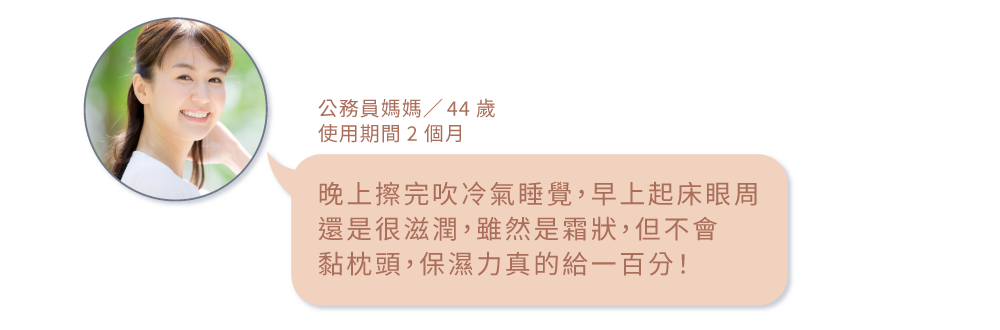 公務員媽媽／44 歲
使用期間 2 個月
晚上擦完吹冷氣睡覺，早上起床眼周
還是很滋潤，雖然是霜狀，但不會
黏枕頭，保濕力真的給一百分！